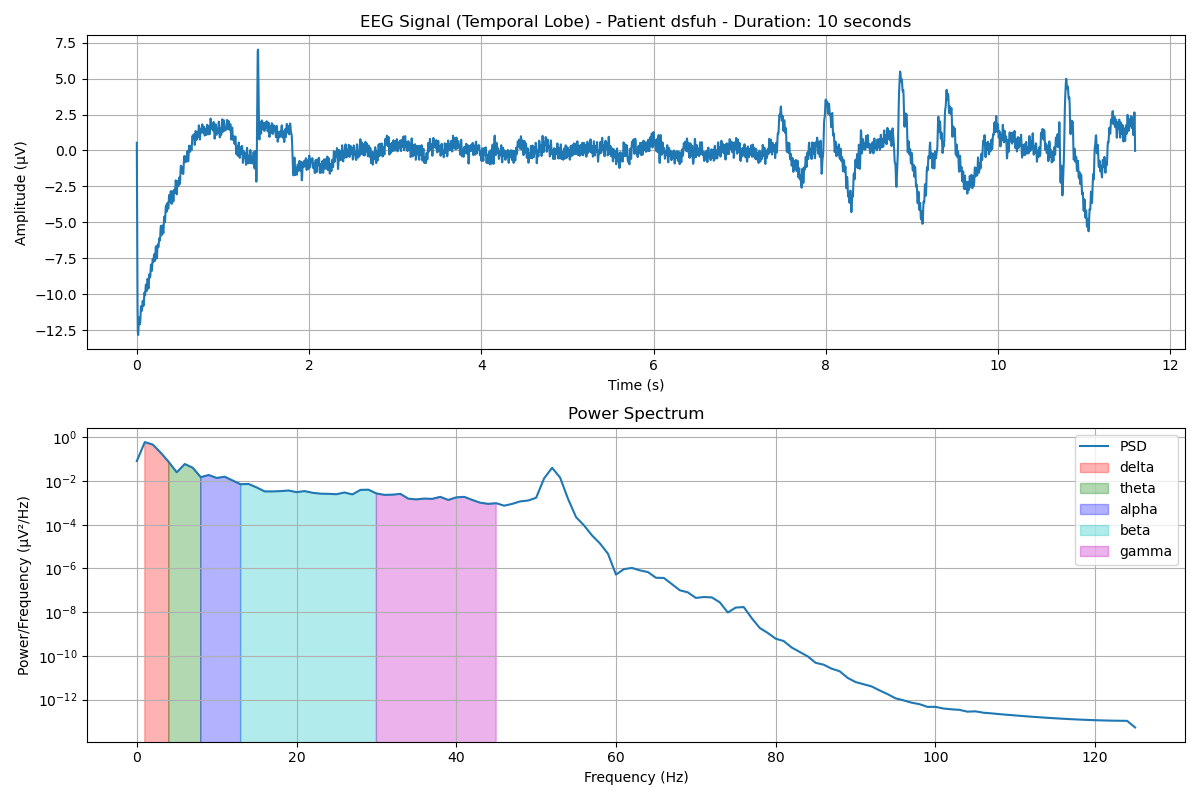 EEG Signal (Temporal Lobe) - Patient dsfuh - Duration: 10 seconds
Amplitude (µV)
7.5
5.0
2.5
0.0
−2.5
−5.0
−7.5
−10.0
−12.5
0 2 4 6 8 10 12
Time (s)
Power Spectrum
Power/Frequency (µV²/Hz)
10⁰
10⁻²
10⁻⁴
10⁻⁶
10⁻⁸
10⁻¹⁰
10⁻¹²
PSD
delta
theta
alpha
beta
gamma
0 20 40 60 80 100 120
Frequency (Hz)